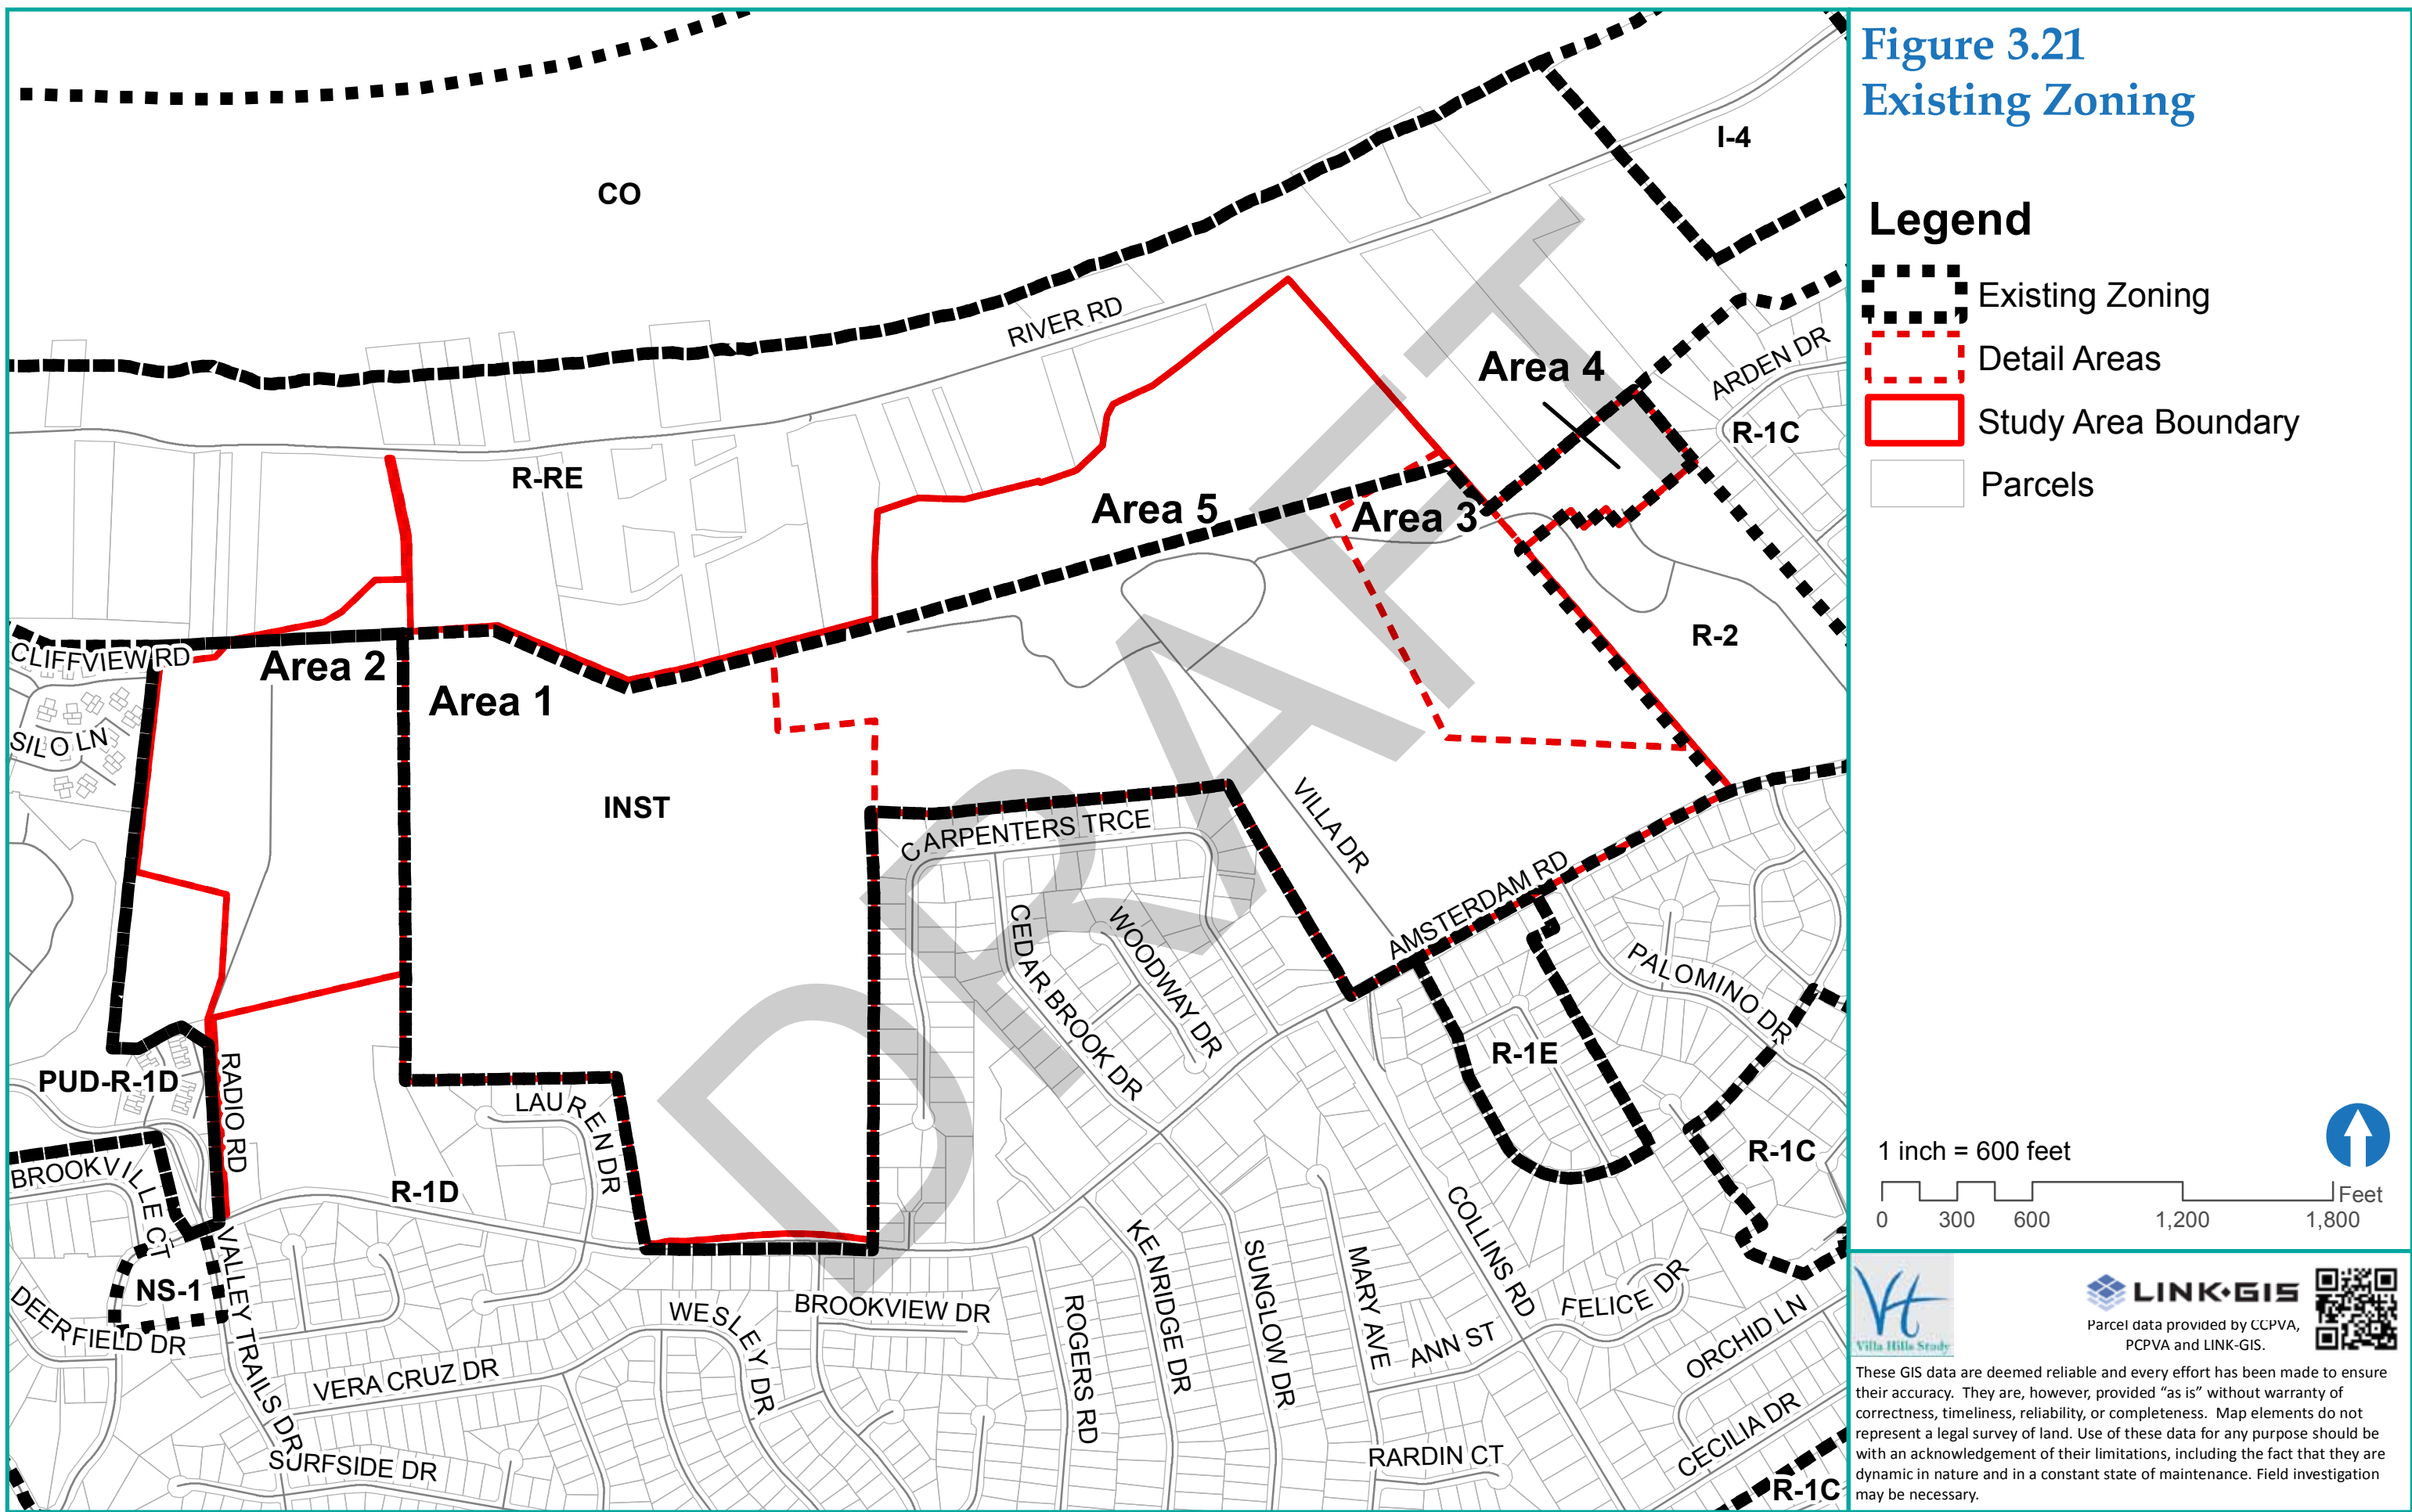 Figure 3.21
Existing Zoning
Legend
Existing Zoning
Detail Areas
Study Area Boundary
Parcels
1 inch = 600 feet
Feet
0 300 600 1,200 1,800
Villa Hills Study
LINK-GIS
Parcel data provided by CCPVA,
PCPVA and LINK-GIS.
These GIS data are deemed reliable and every effort has been made to ensure
their accuracy. They are, however, provided “as is” without warranty of
correctness, timeliness, reliability, or completeness. Map elements do not
represent a legal survey of land. Use of these data for any purpose should be
with an acknowledgement of their limitations, including the fact that they are
dynamic in nature and in a constant state of maintenance. Field investigation
may be necessary.
DRAFT
CO
I-4
RIVER RD
Area 4
ARDEN DR
R-1C
R-RE
Area 5
Area 3
R-2
CLIFFVIEW RD
Area 2
Area 1
SILO LN
INST
VILLA DR
CARPENTERS TRCE
AMSTERDAM RD
CEDAR BROOK DR
WOODWAY DR
PALOMINO DR
R-1E
PUD-R-1D
RADIO RD
LAUREN DR
R-1C
BROOKVILLE CT
R-1D
COLLINS RD
NS-1
VALLEY TRAILS DR
DEERFIELD DR
WESLEY DR
BROOKVIEW DR
ROGERS RD
KENRIDGE DR
SUNGLOW DR
MARY AVE
FELICE DR
ANN ST
ORCHID LN
VERA CRUZ DR
SURFSIDE DR
RARDIN CT
CECILIA DR
R-1C